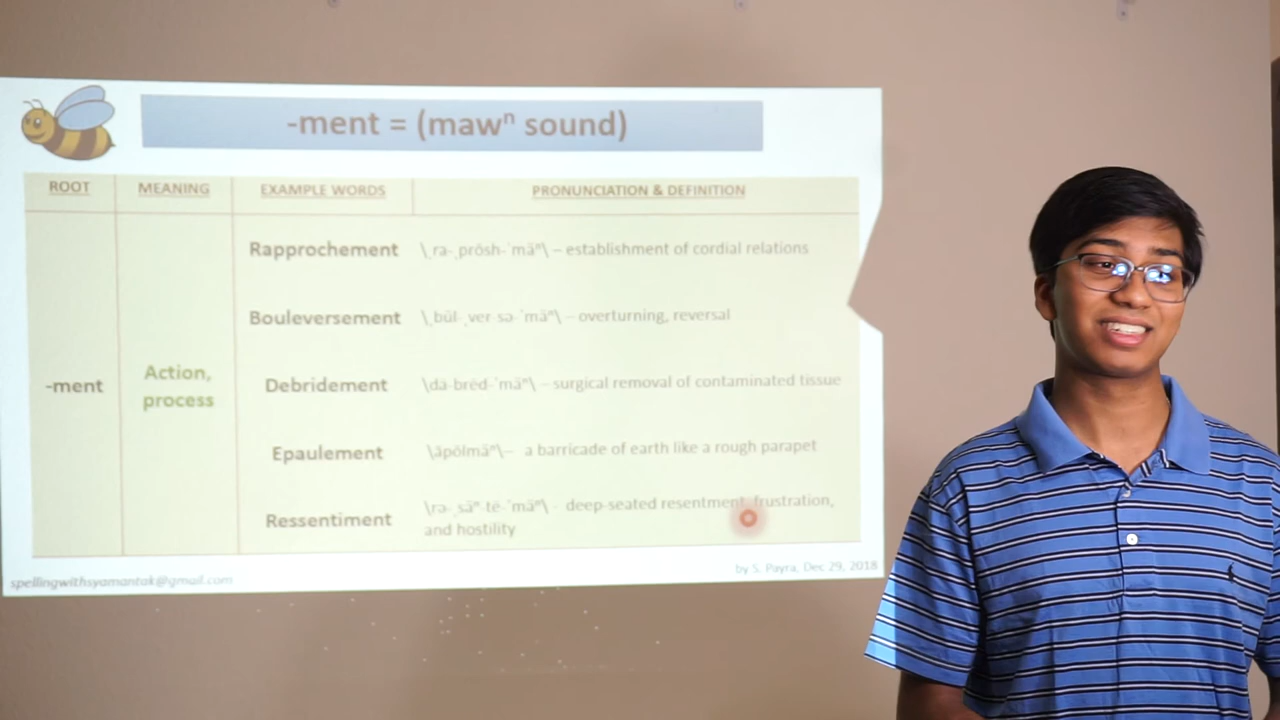 -ment = (mawⁿ sound)
ROOT MEANING EXAMPLE WORDS PRONUNCIATION & DEFINITION
-ment
Action,
process
Rapprochement \ˌra-ˌprōsh-ˈmäⁿ\ – establishment of cordial relations
Bouleversement \ˌbül-ˌver-sə-ˈmäⁿ\ – overturning, reversal
Debridement \dā-brēd-ˈmäⁿ\ – surgical removal of contaminated tissue
Epaulement \āpōlmäⁿ\– a barricade of earth like a rough parapet
Ressentiment \rə-ˌsäⁿ-tē-ˈmäⁿ\ - deep-seated resentment, frustration,
and hostility
spellingwithsyamantak@gmail.com
by S. Payra, Dec 29, 2018